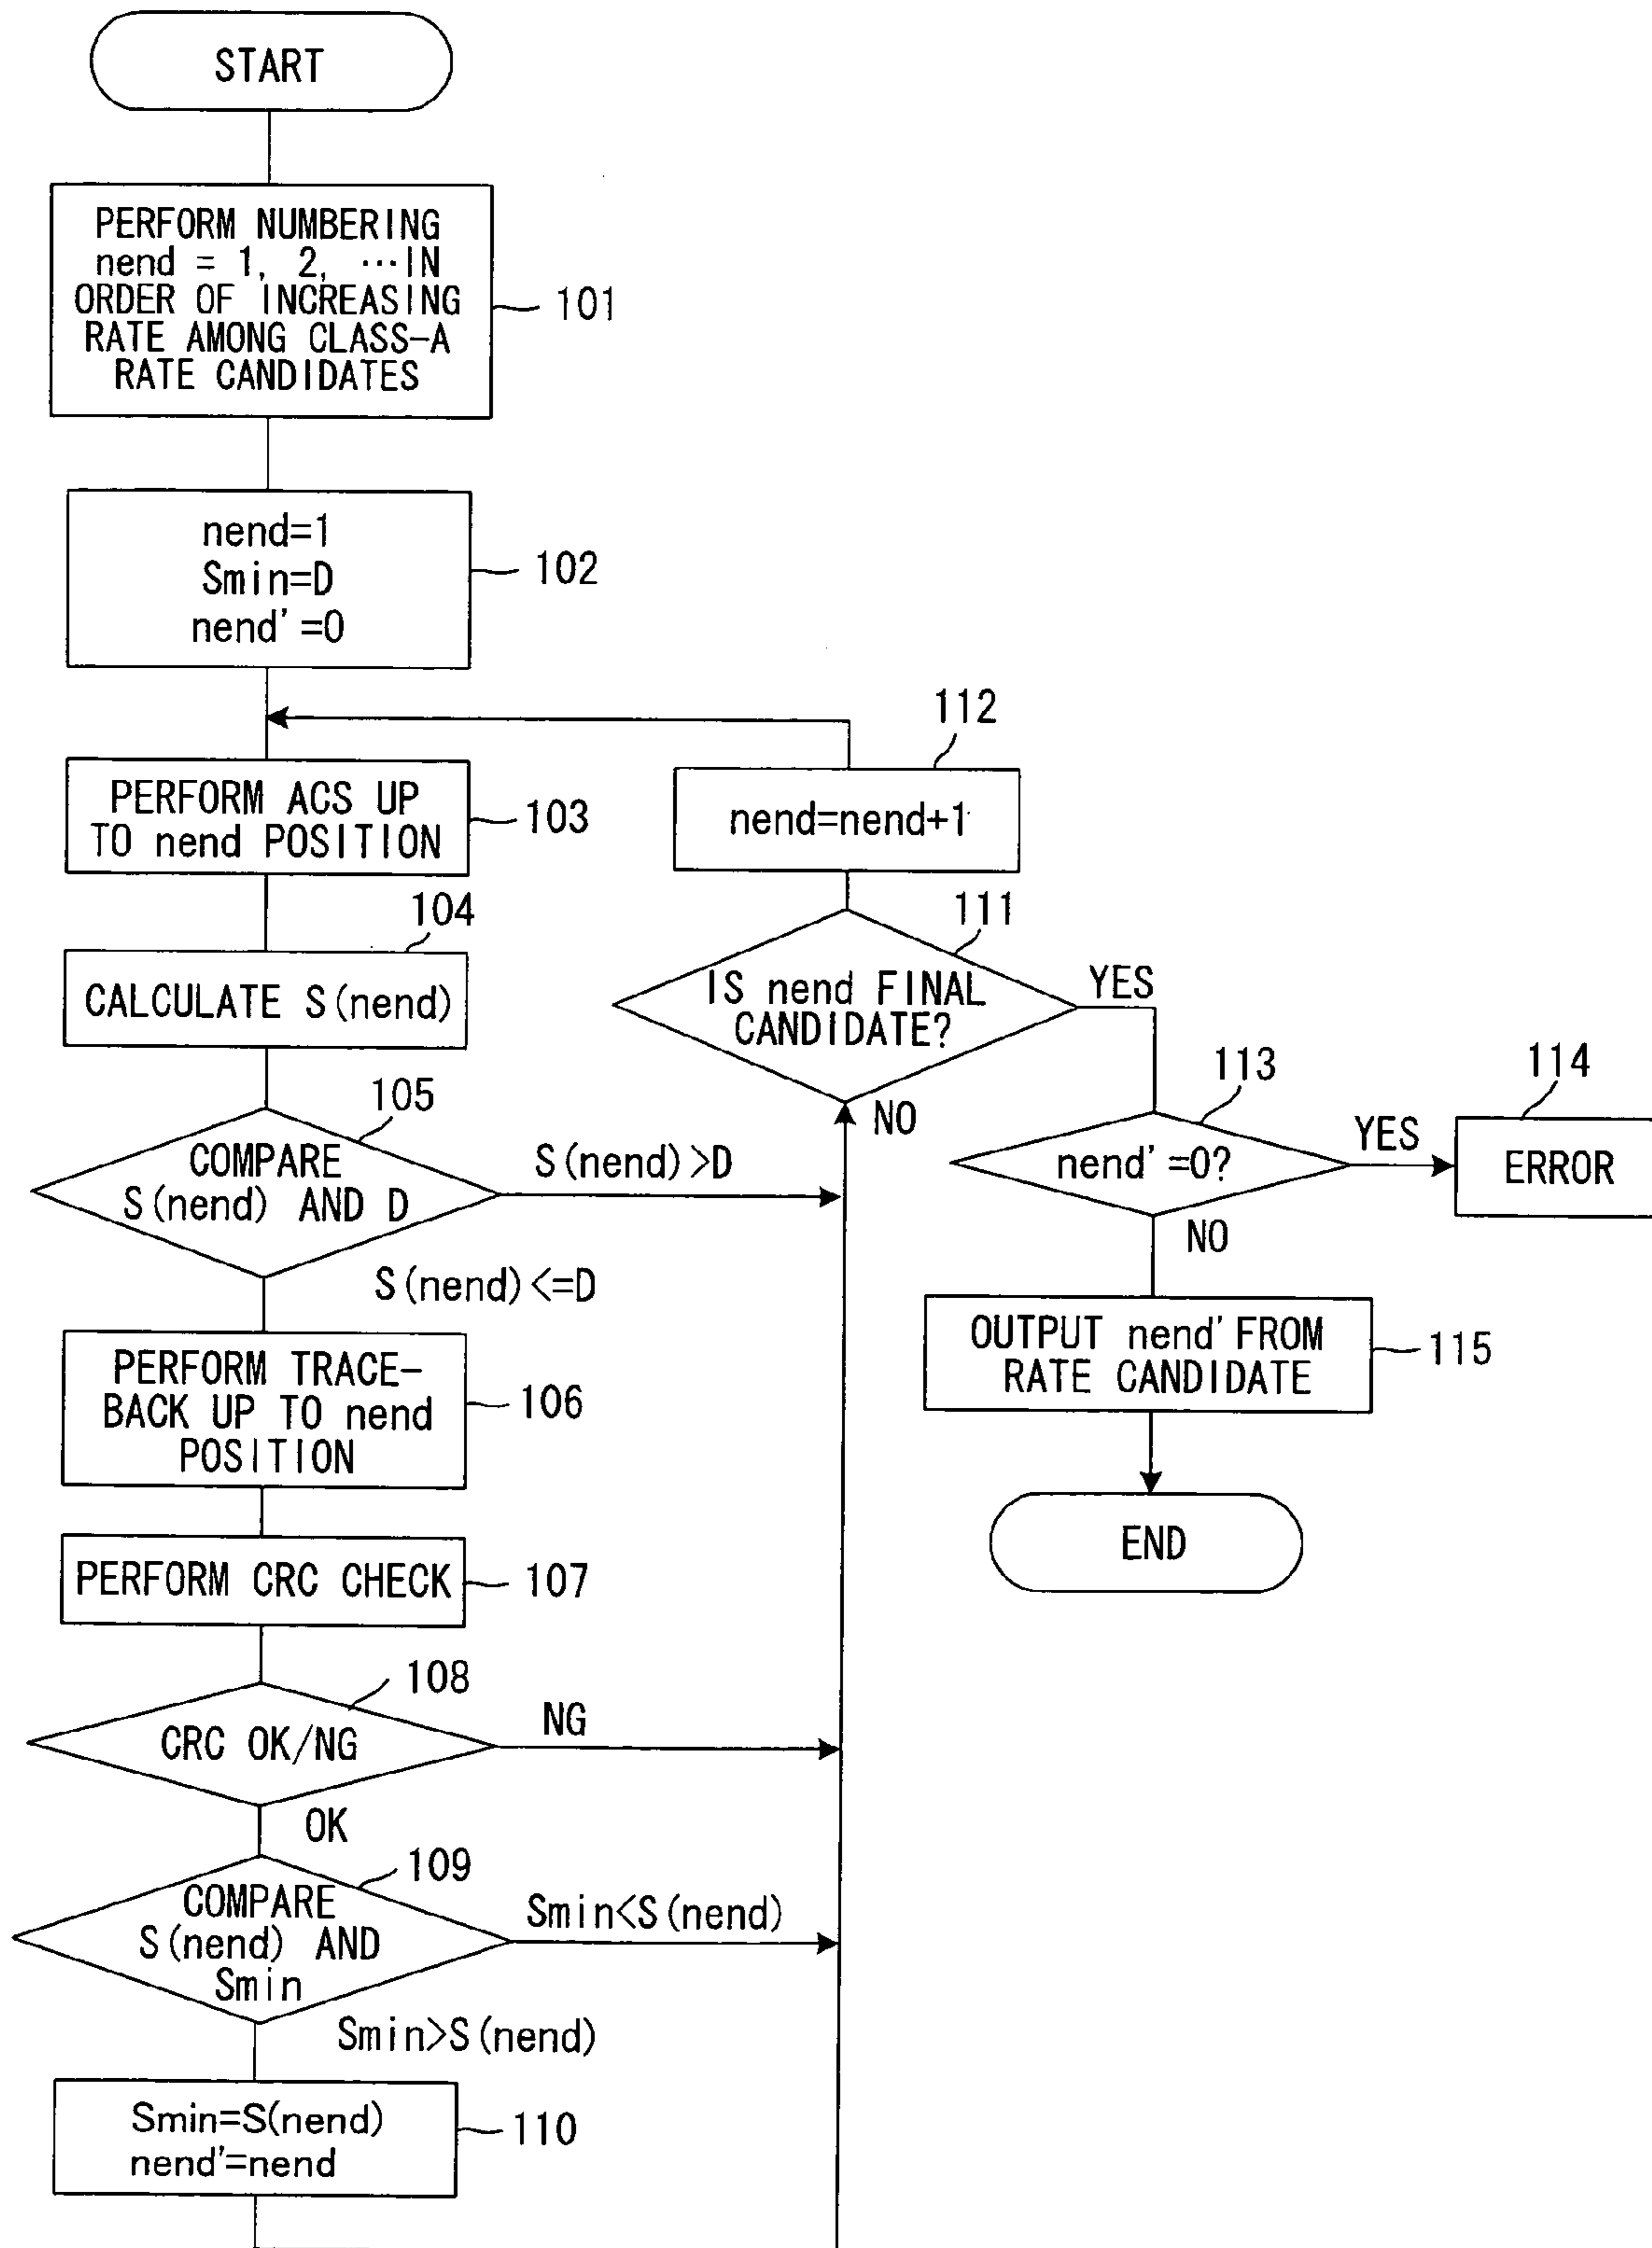 START
PERFORM NUMBERING
nend = 1, 2, ···IN
ORDER OF INCREASING
RATE AMONG CLASS-A
RATE CANDIDATES
101
nend=1
Smin=D
nend'=0
102
PERFORM ACS UP
TO nend POSITION
103
104
CALCULATE S(nend)
105
COMPARE
S(nend) AND D
S(nend)>D
S(nend)<=D
PERFORM TRACE-
BACK UP TO nend
POSITION
106
PERFORM CRC CHECK
107
108
CRC OK/NG
NG
OK
109
COMPARE
S(nend) AND
Smin
Smin<S(nend)
Smin>S(nend)
Smin=S(nend)
nend'=nend
110
112
nend=nend+1
111
IS nend FINAL
CANDIDATE?
YES
NO
113
nend'=0?
YES
114
ERROR
NO
OUTPUT nend' FROM
RATE CANDIDATE
115
END